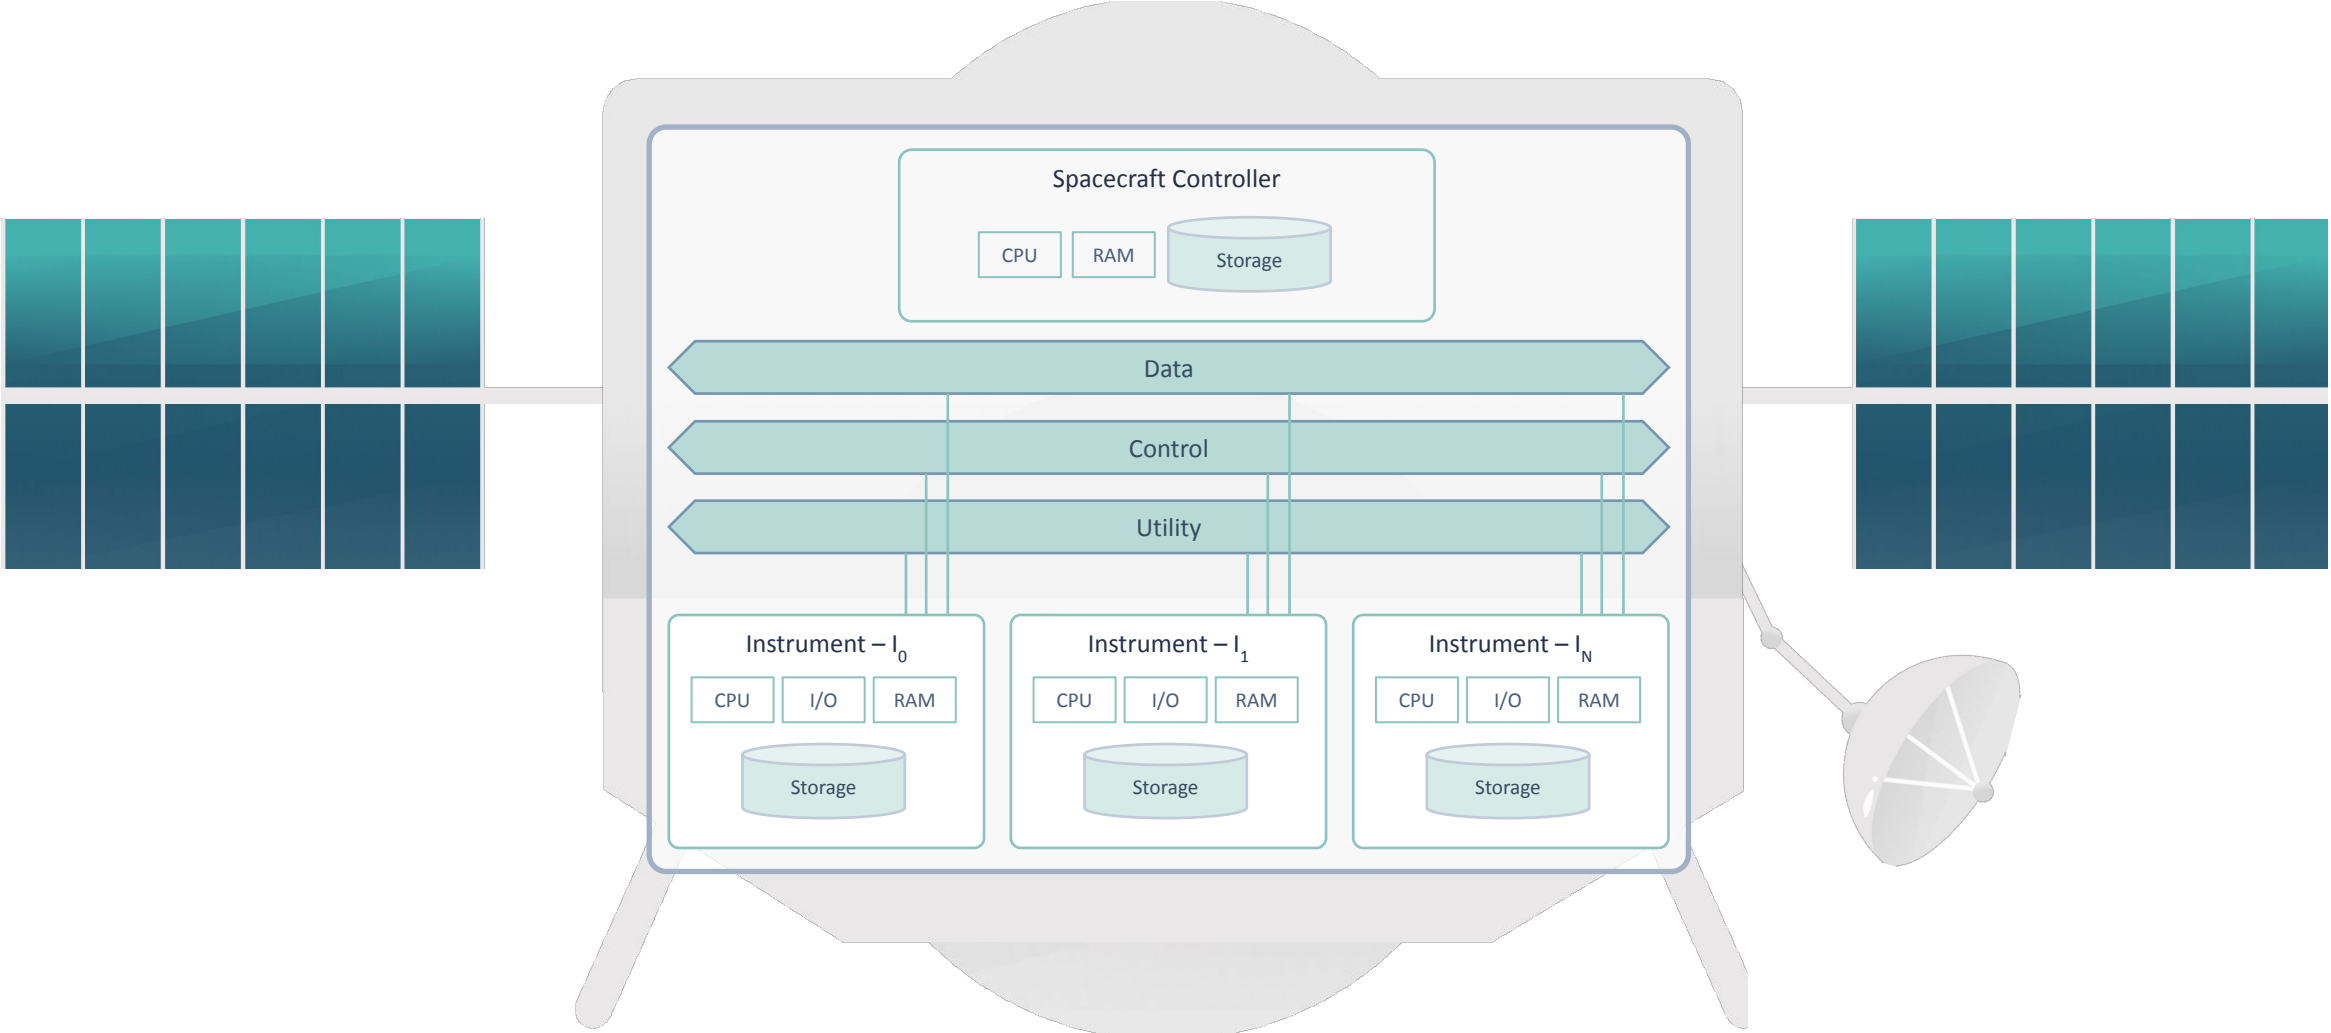 Spacecraft Controller
CPU RAM Storage
Data
Control
Utility
Instrument – I0 Instrument – I1 Instrument – IN
CPU I/O RAM CPU I/O RAM CPU I/O RAM
Storage Storage Storage